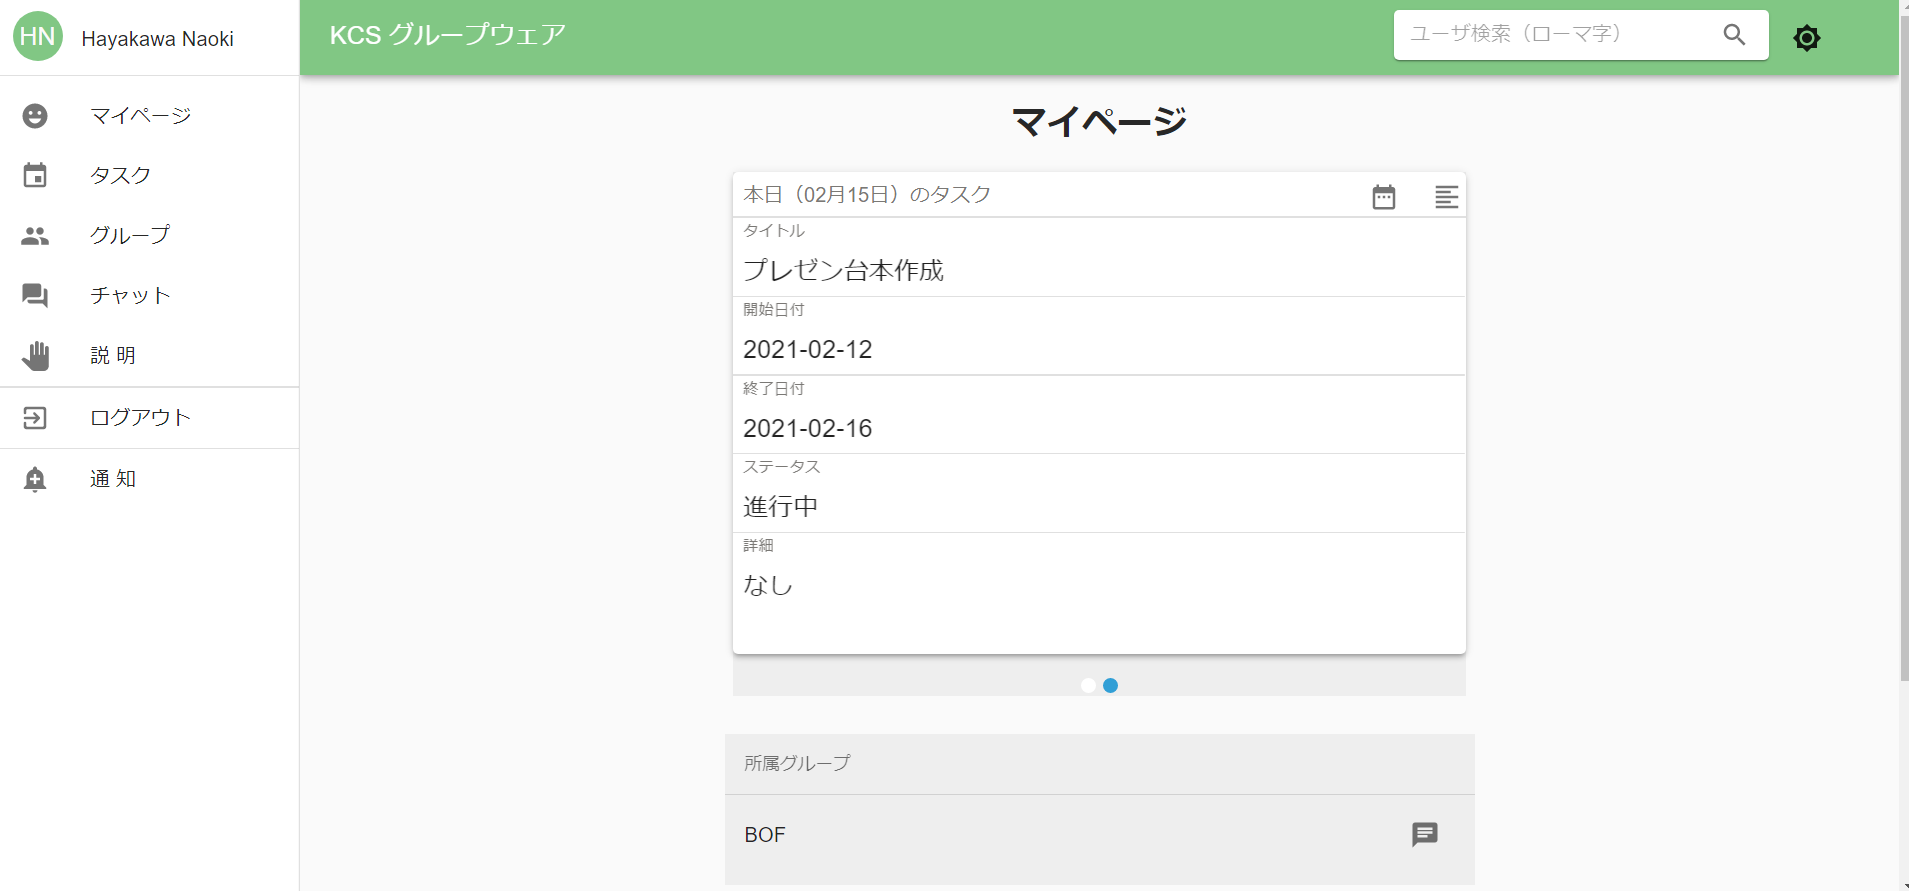 HN
Hayakawa Naoki
KCS グループウェア
ユーザ検索（ローマ字）
マイページ
タスク
グループ
チャット
説 明
ログアウト
通 知
マイページ
本日（02月15日）のタスク
タイトル
プレゼン台本作成
開始日付
2021-02-12
終了日付
2021-02-16
ステータス
進行中
詳細
なし
所属グループ
BOF